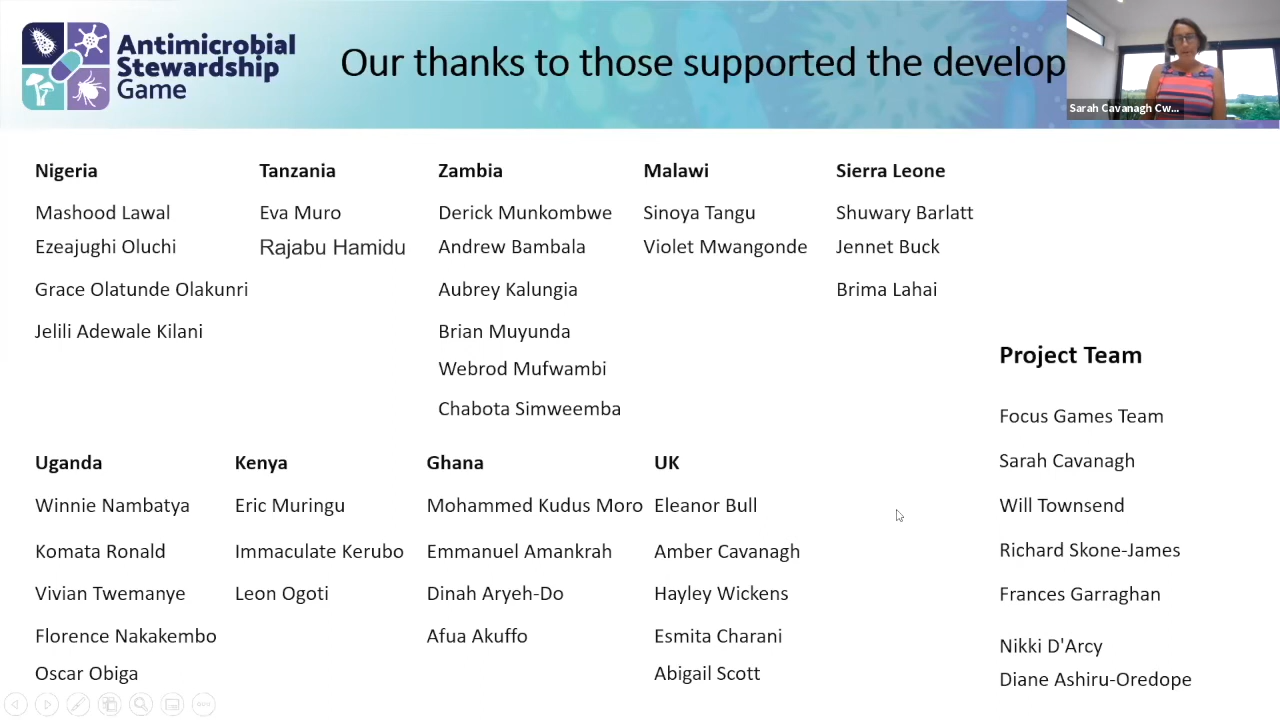 Antimicrobial
Stewardship
Game
Our thanks to those supported the develop
Sarah Cavanagh Cw...
Nigeria
Mashood Lawal
Ezeajughi Oluchi
Grace Olatunde Olakunri
Jelili Adewale Kilani
Tanzania
Eva Muro
Rajabu Hamidu
Zambia
Derick Munkombwe
Andrew Bambala
Aubrey Kalungia
Brian Muyunda
Webrod Mufwambi
Chabota Simweemba
Malawi
Sinoya Tangu
Violet Mwangonde
Sierra Leone
Shuwary Barlatt
Jennet Buck
Brima Lahai
Uganda
Winnie Nambatya
Komata Ronald
Vivian Twemanye
Florence Nakakembo
Oscar Obiga
Kenya
Eric Muringu
Immaculate Kerubo
Leon Ogoti
Ghana
Mohammed Kudus Moro
Emmanuel Amankrah
Dinah Aryeh-Do
Afua Akuffo
UK
Eleanor Bull
Amber Cavanagh
Hayley Wickens
Esmita Charani
Abigail Scott
Project Team
Focus Games Team
Sarah Cavanagh
Will Townsend
Richard Skone-James
Frances Garraghan
Nikki D'Arcy
Diane Ashiru-Oredope